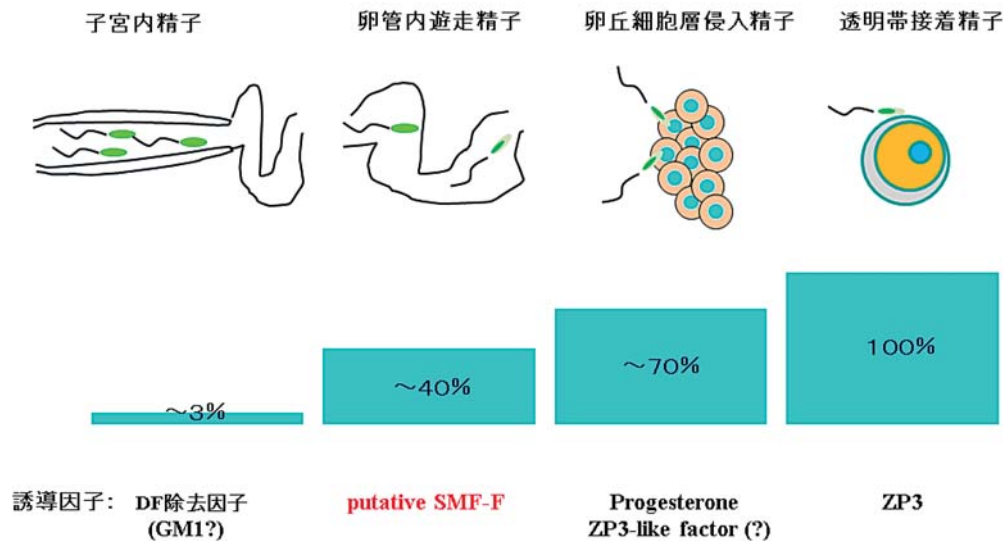 子宮内精子 卵管内遊走精子 卵丘細胞層侵入精子 透明帯接着精子
～3% ～40% ～70% 100%
誘導因子: DF除去因子 putative SMF-F Progesterone ZP3
(GM1?) ZP3-like factor (?)